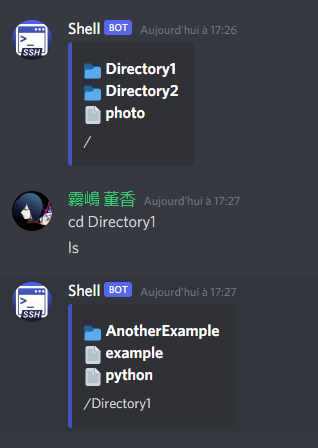 Shell BOT Aujourd'hui à 17:26
Directory1
Directory2
photo
/
霧嶋 董香 Aujourd'hui à 17:27
cd Directory1
ls
Shell BOT Aujourd'hui à 17:27
AnotherExample
example
python
/Directory1
>_
SSH
>_
SSH